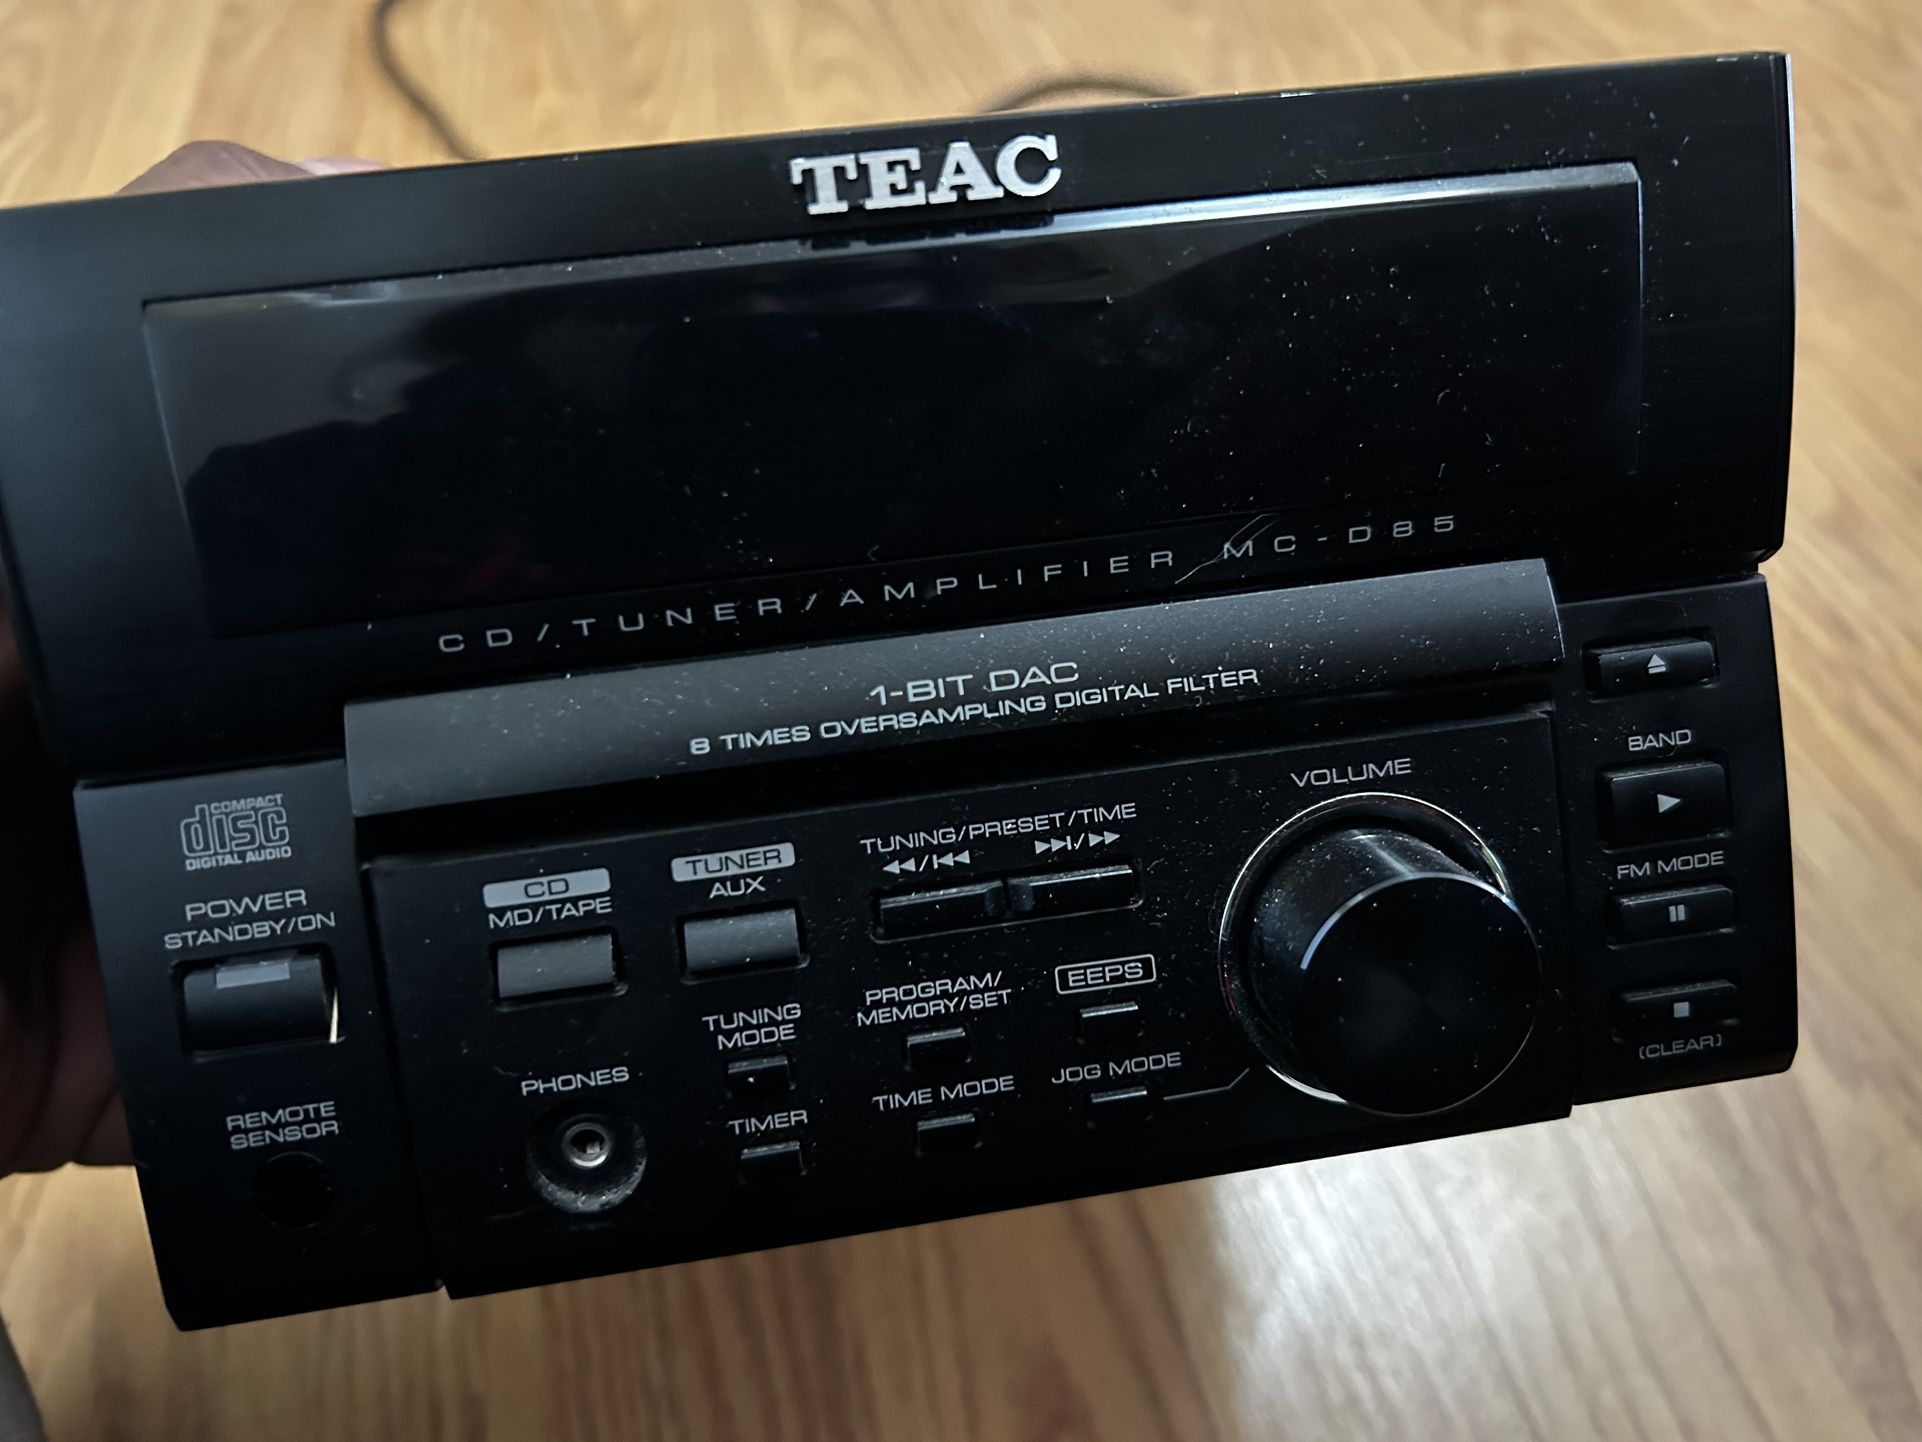 TEAC
CD/TUNER/AMPLIFIER MC-D85
1-BIT DAC
8 TIMES OVERSAMPLING DIGITAL FILTER
COMPACT
disc
DIGITAL AUDIO
POWER
STANDBY/ON
REMOTE
SENSOR
CD
MD/TAPE
TUNER
AUX
TUNING/PRESET/TIME
VOLUME
PHONES
TUNING
MODE
TIMER
PROGRAM/
MEMORY/SET
TIME MODE
EEPS
JOG MODE
BAND
FM MODE
(CLEAR)